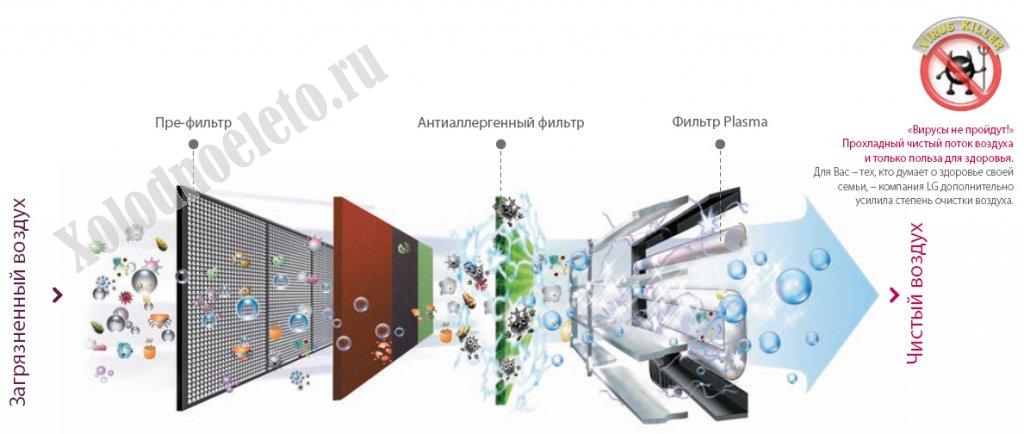 VIRUS KILLER
Пре-фильтр
Антиаллергенный фильтр
Фильтр Plasma
«Вирусы не пройдут!»
Прохладный чистый поток воздуха
и только польза для здоровья.
Для Вас – тех, кто думает о здоровье своей
семьи, – компания LG дополнительно
усилила степень очистки воздуха.
Загрязненный воздух
Чистый воздух
xolodnoeleto.ru